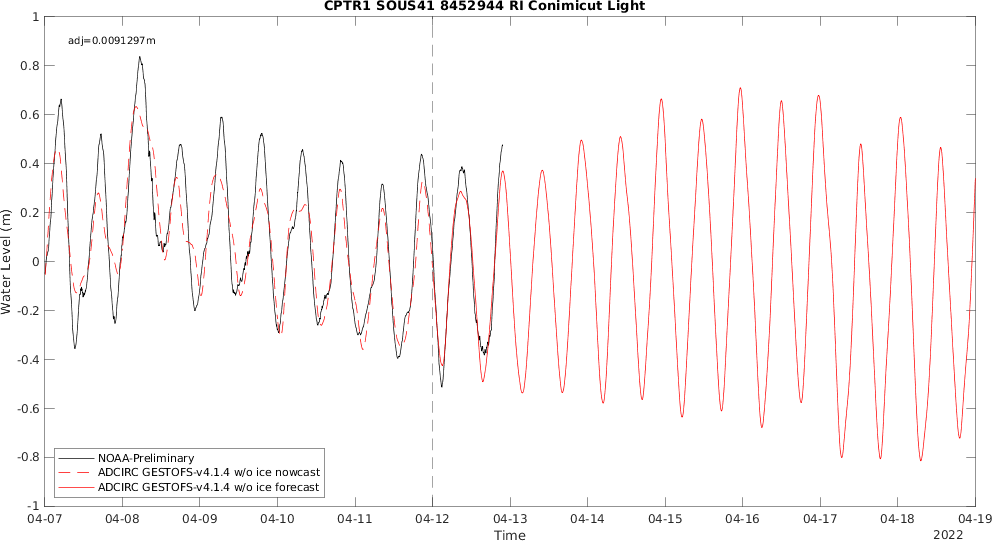 CPTR1 SOUS41 8452944 RI Conimicut Light
adj=0.0091297m
1
0.8
0.6
0.4
0.2
0
-0.2
-0.4
-0.6
-0.8
-1
Water Level (m)
NOAA-Preliminary
ADCIRC GESTOFS-v4.1.4 w/o ice nowcast
ADCIRC GESTOFS-v4.1.4 w/o ice forecast
04-07 04-08 04-09 04-10 04-11 04-12 04-13 04-14 04-15 04-16 04-17 04-18 04-19
Time
2022